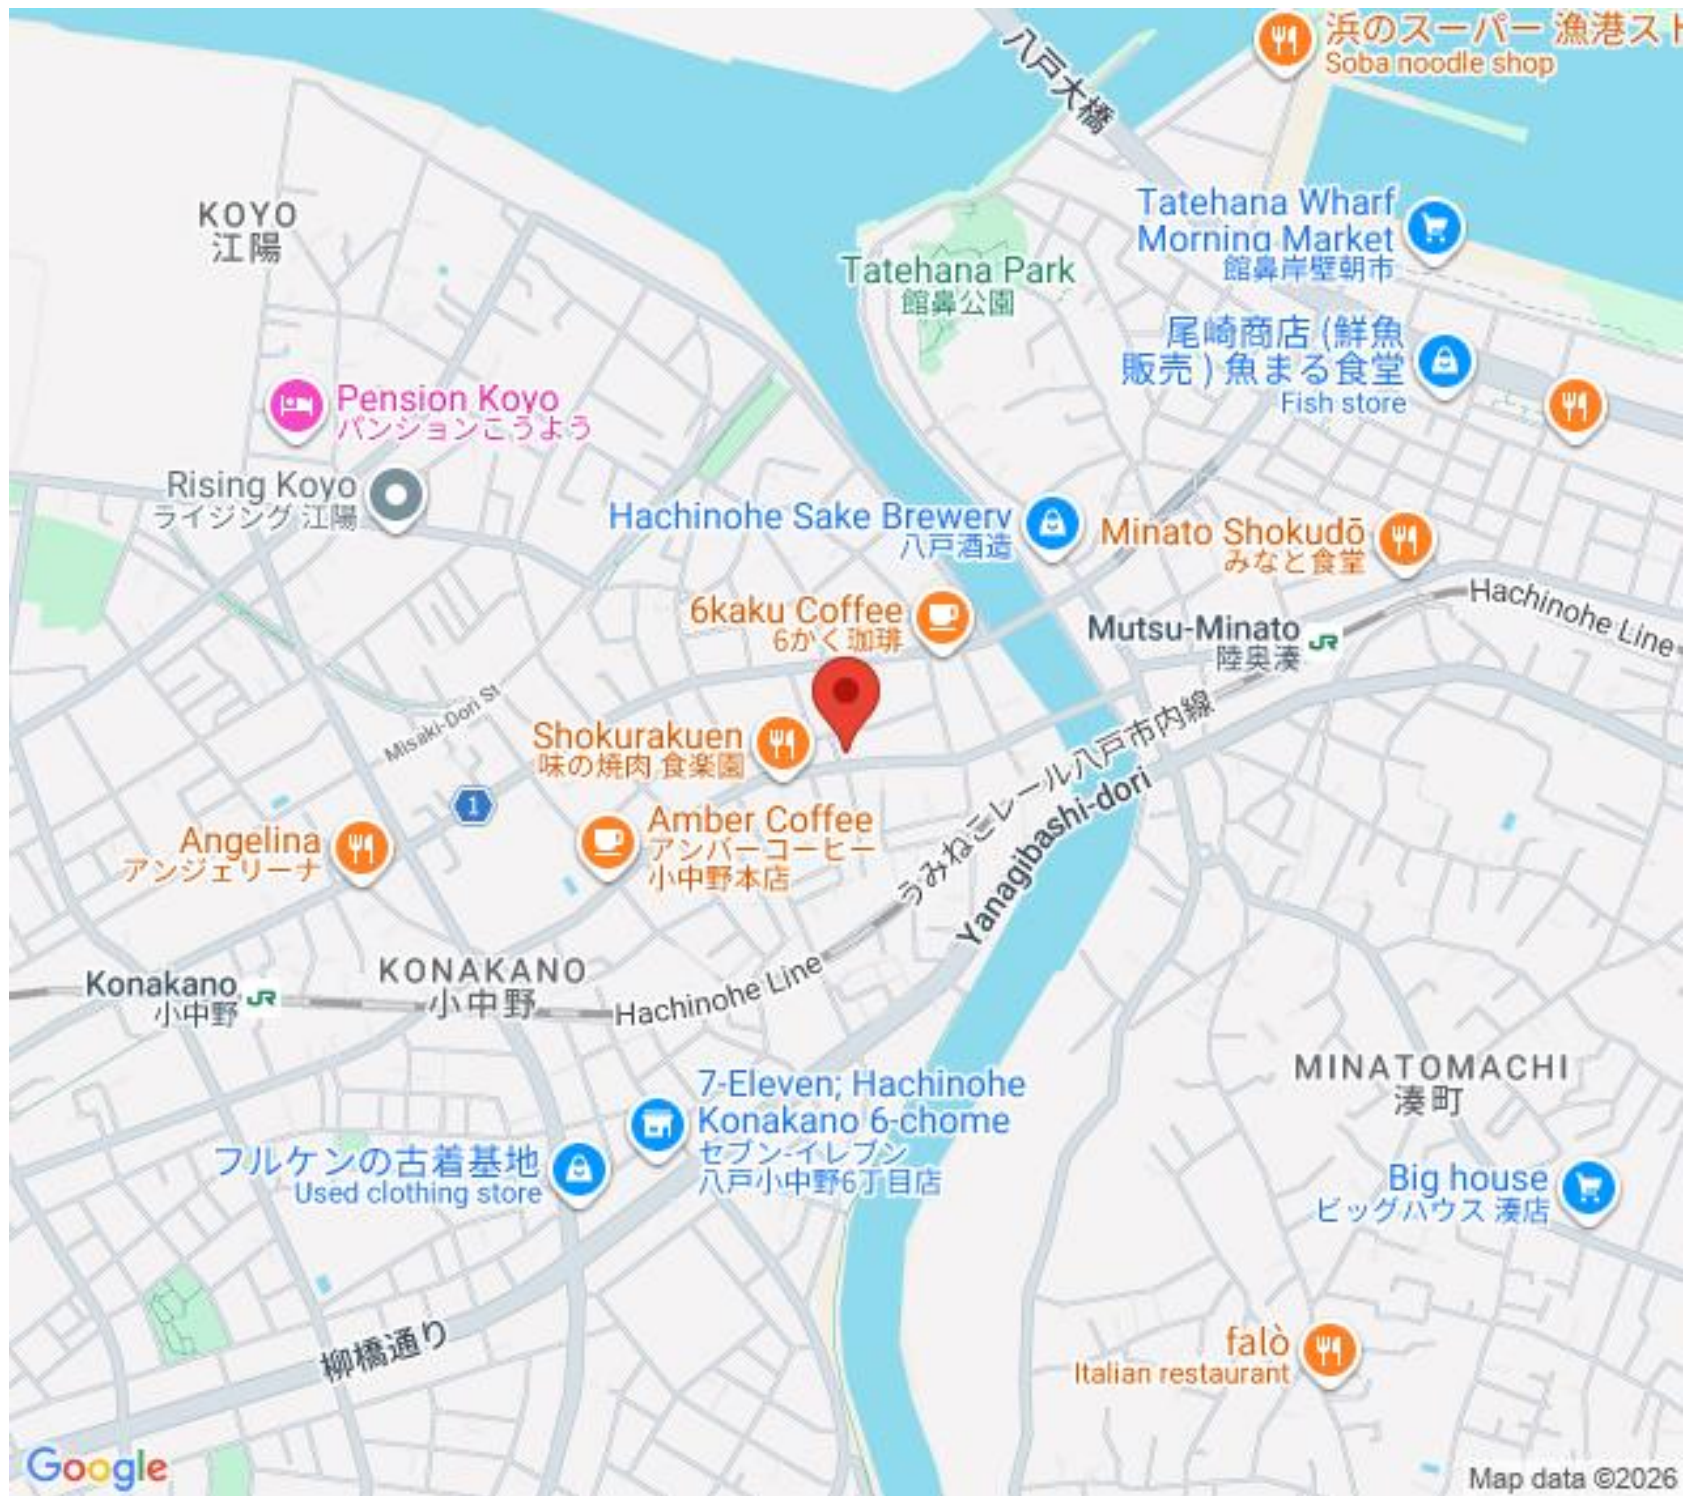 浜のスーパー 漁港スト
Soba noodle shop
八戸大橋
KOYO
江陽
Tatehana Wharf
Morning Market
館鼻岸壁朝市
Tatehana Park
館鼻公園
尾崎商店 (鮮魚
販売 ) 魚まる食堂
Fish store
Pension Koyo
パンションこうよう
Rising Koyo
ライジング 江陽
Hachinohe Sake Brewery
八戸酒造
Minato Shokudō
みなと食堂
Hachinohe Line
6kaku Coffee
6かく珈琲
Mutsu-Minato
陸奥湊
JR
Misaki-Dori St
Shokurakuen
味の焼肉 食楽園
うみねこレール八戸市内線
Yanagibashi-dori
1
Angelina
アンジェリーナ
Amber Coffee
アンバーコーヒー
小中野本店
Konakano
小中野
JR
KONAKANO
小中野
Hachinohe Line
MINATOMACHI
湊町
7-Eleven; Hachinohe
Konakano 6-chome
セブン-イレブン
八戸小中野6丁目店
フルケンの古着基地
Used clothing store
Big house
ビッグハウス 湊店
柳橋通り
falò
Italian restaurant
Google
Map data ©2026